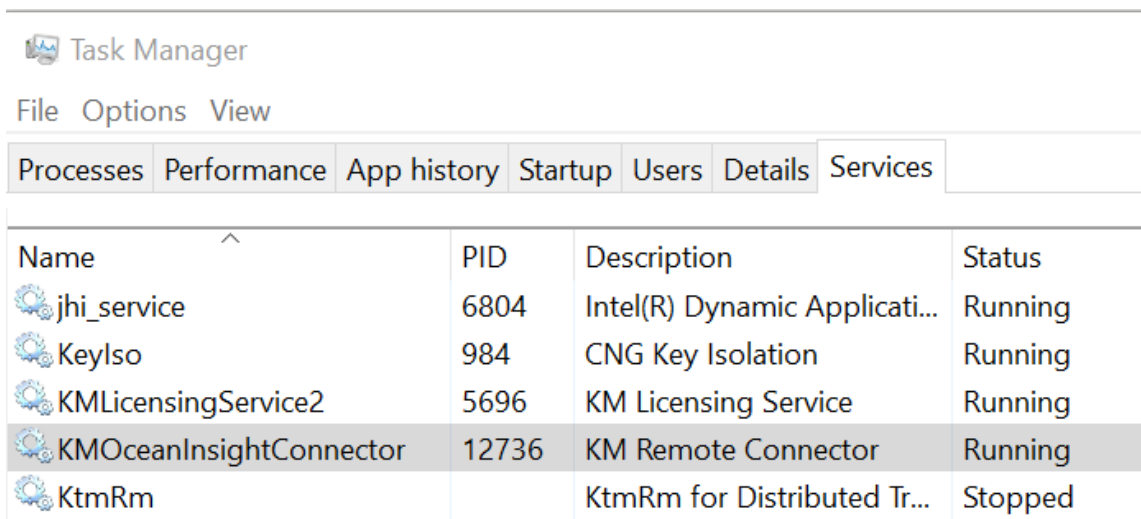 Task Manager
File Options View
Processes Performance App history Startup Users Details Services
Name PID Description Status
jhi_service 6804 Intel(R) Dynamic Applicati... Running
KeyIso 984 CNG Key Isolation Running
KMLicensingService2 5696 KM Licensing Service Running
KMOceanInsightConnector 12736 KM Remote Connector Running
KtmRm KtmRm for Distributed Tr... Stopped